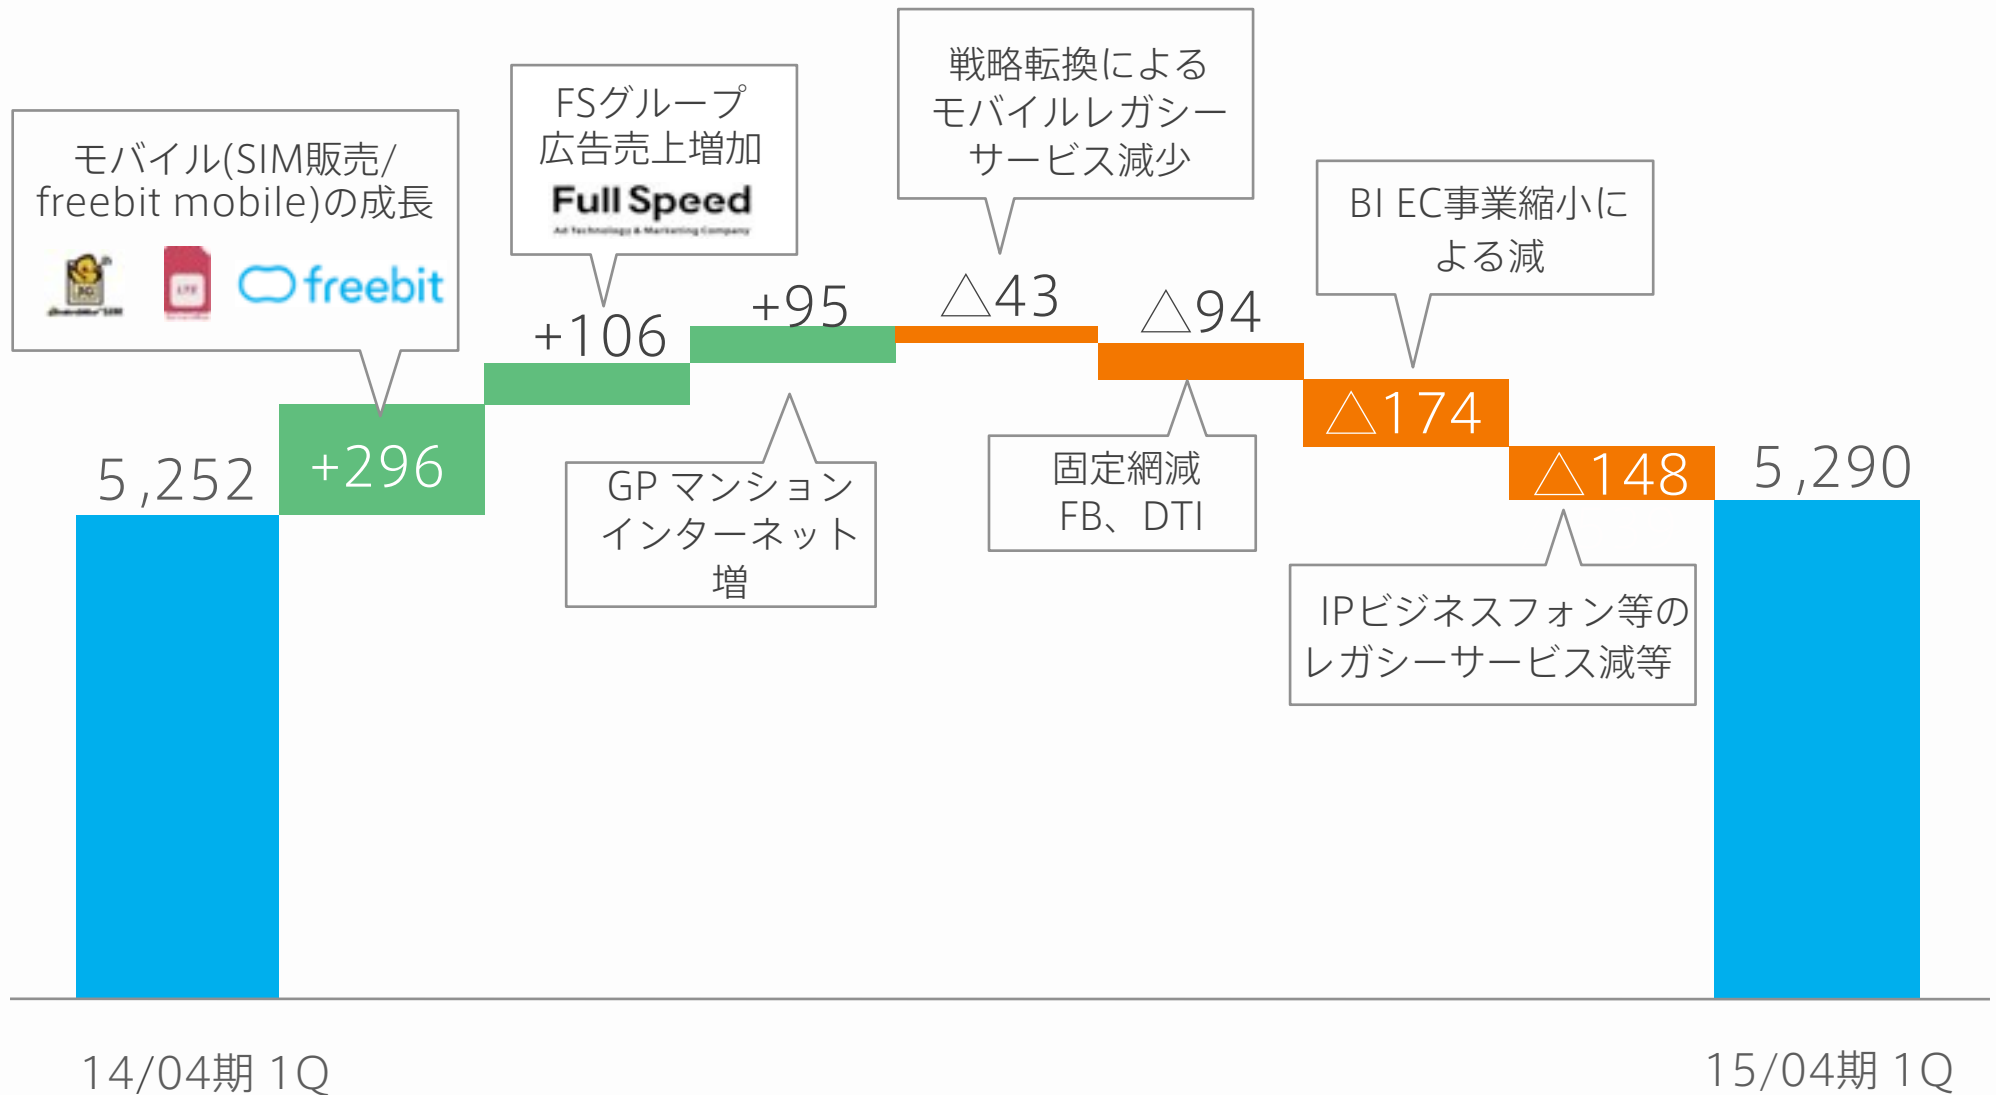 モバイル(SIM販売/
freebit mobile)の成長
LTE
freebit
FSグループ
広告売上増加
Full Speed
Ad Technology & Marketing Company
戦略転換による
モバイルレガシー
サービス減少
BI EC事業縮小に
よる減
5,252
+296
+106
+95
△43
△94
△174
△148
5,290
GP マンション
インターネット
増
固定網減
FB、DTI
IPビジネスフォン等の
レガシーサービス減等
14/04期 1Q
15/04期 1Q